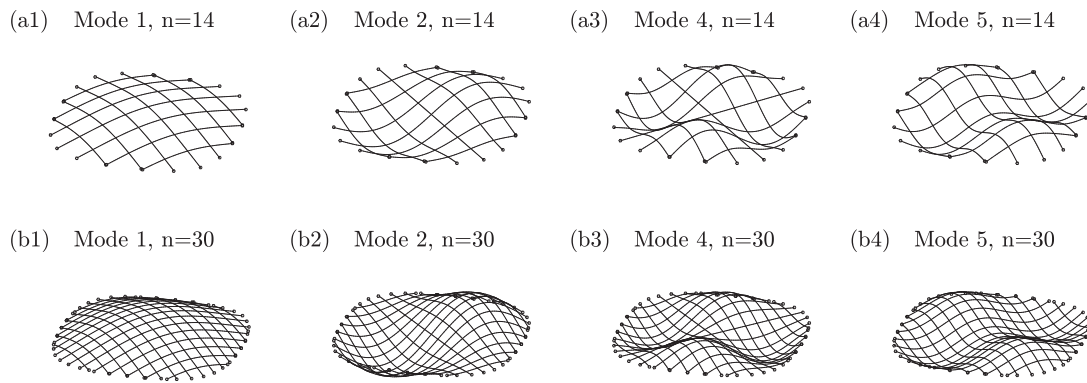 (a1) Mode 1, n=14 (a2) Mode 2, n=14 (a3) Mode 4, n=14 (a4) Mode 5, n=14
(b1) Mode 1, n=30 (b2) Mode 2, n=30 (b3) Mode 4, n=30 (b4) Mode 5, n=30